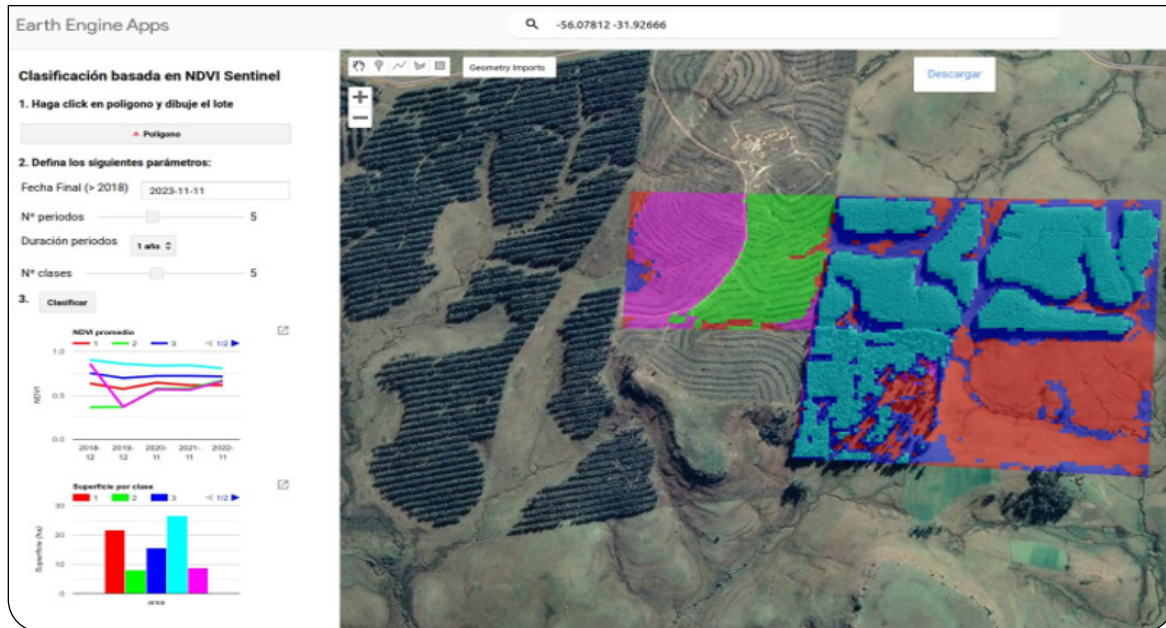 Earth Engine Apps
-56.07812 -31.92666
Clasificación basada en NDVI Sentinel
1. Haga click en poligono y dibuje el lote
Poligono
2. Defina los siguientes parámetros:
Fecha Final (> 2018) 2023-11-11
Nº periodos 5
Duración periodos 1 año
Nº clases 5
3. Clasificar
NDVI promedio
1 2 3 1/2
1.0
0.5
0.0
NDVI
2018-12 2019-12 2020-11 2021-11 2022-11
Superficie por clase
1 2 3 1/2
30
20
10
0
Superficie (ha)
area
Geometry Imports
Descargar
+
−